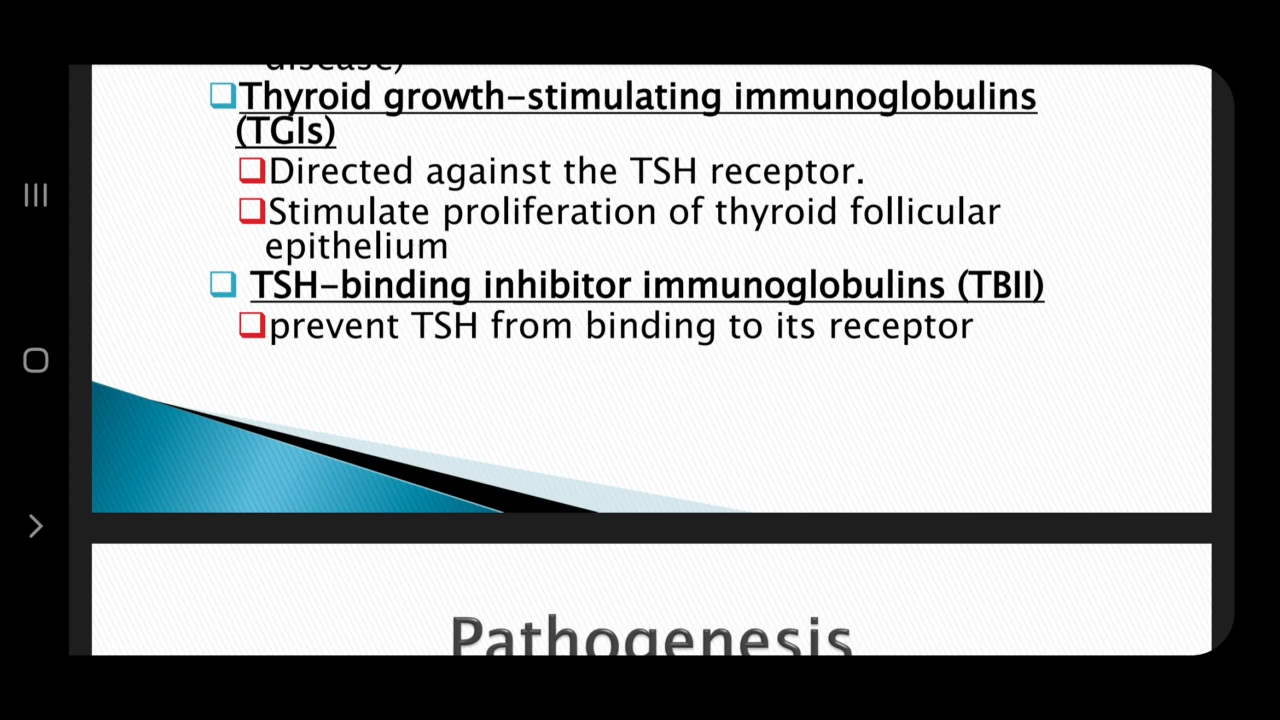 disease)
Thyroid growth-stimulating immunoglobulins
(TGIs)
Directed against the TSH receptor.
Stimulate proliferation of thyroid follicular
epithelium
TSH-binding inhibitor immunoglobulins (TBII)
prevent TSH from binding to its receptor
Pathogenesis